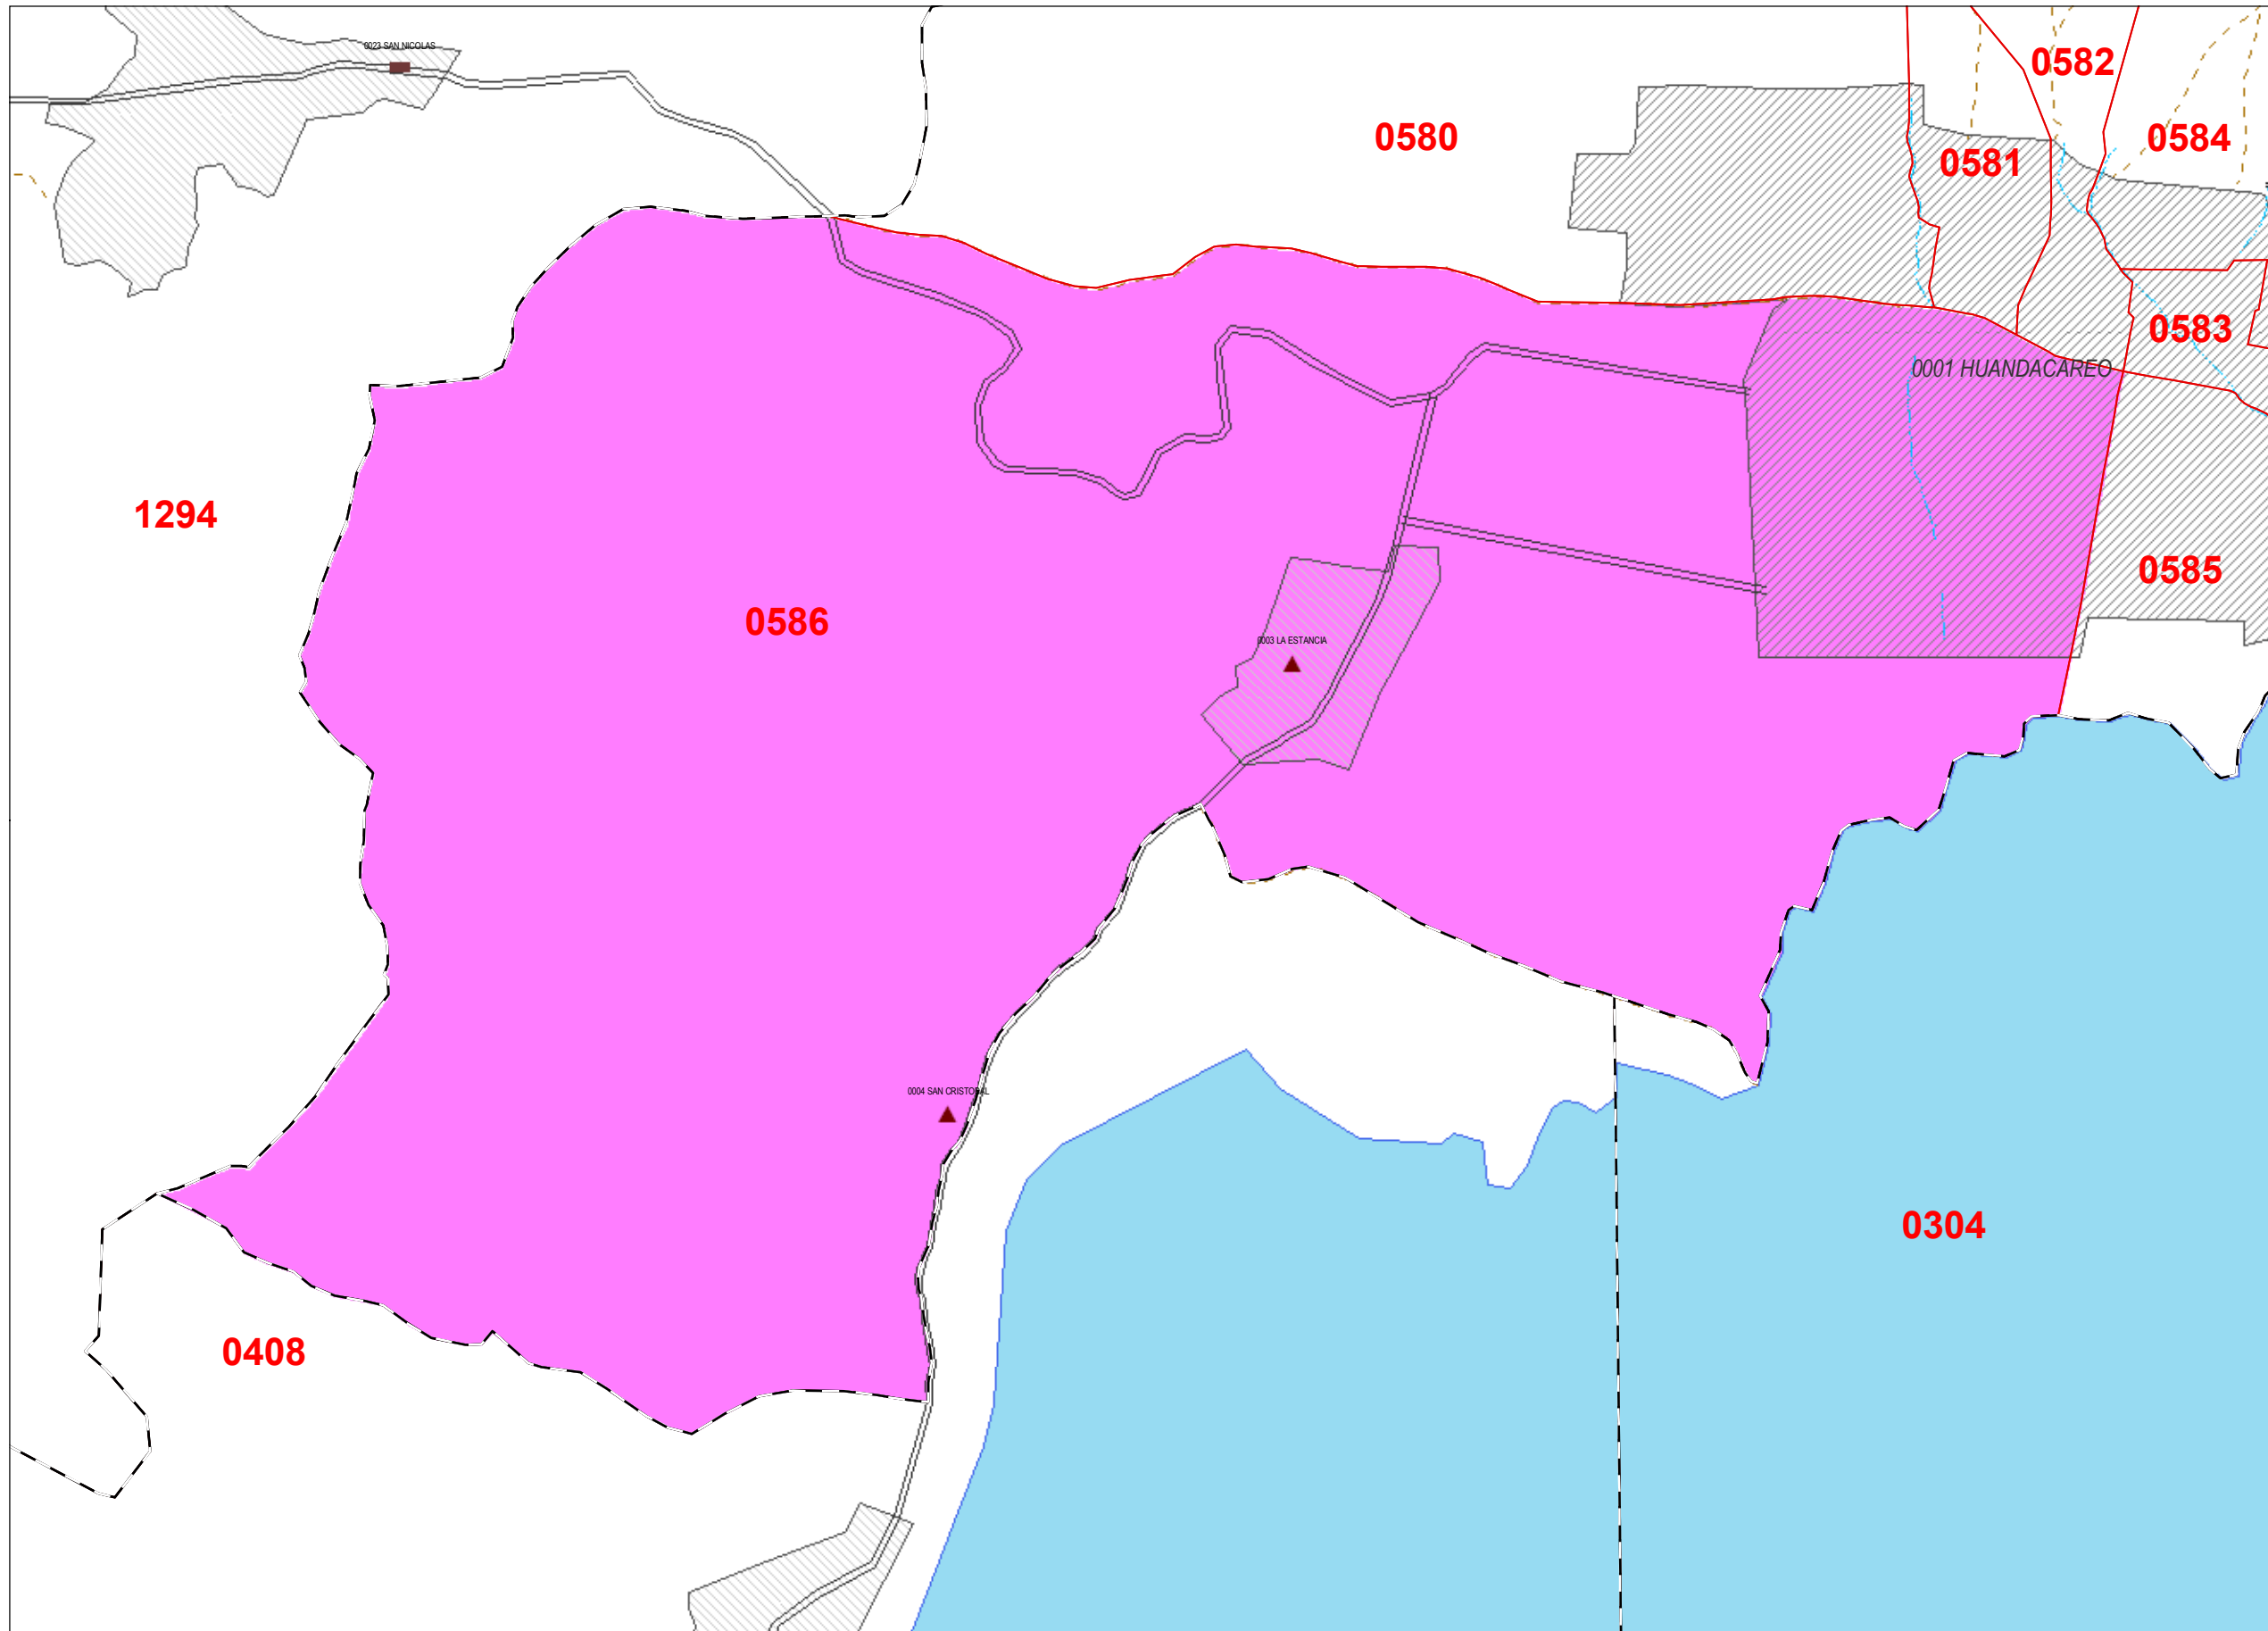 0023 SAN NICOLAS
0582
0580
0584
0581
0583
0001 HUANDACAREO
1294
0585
0586
0003 LA ESTANCIA
0004 SAN CRISTOBAL
0304
0408